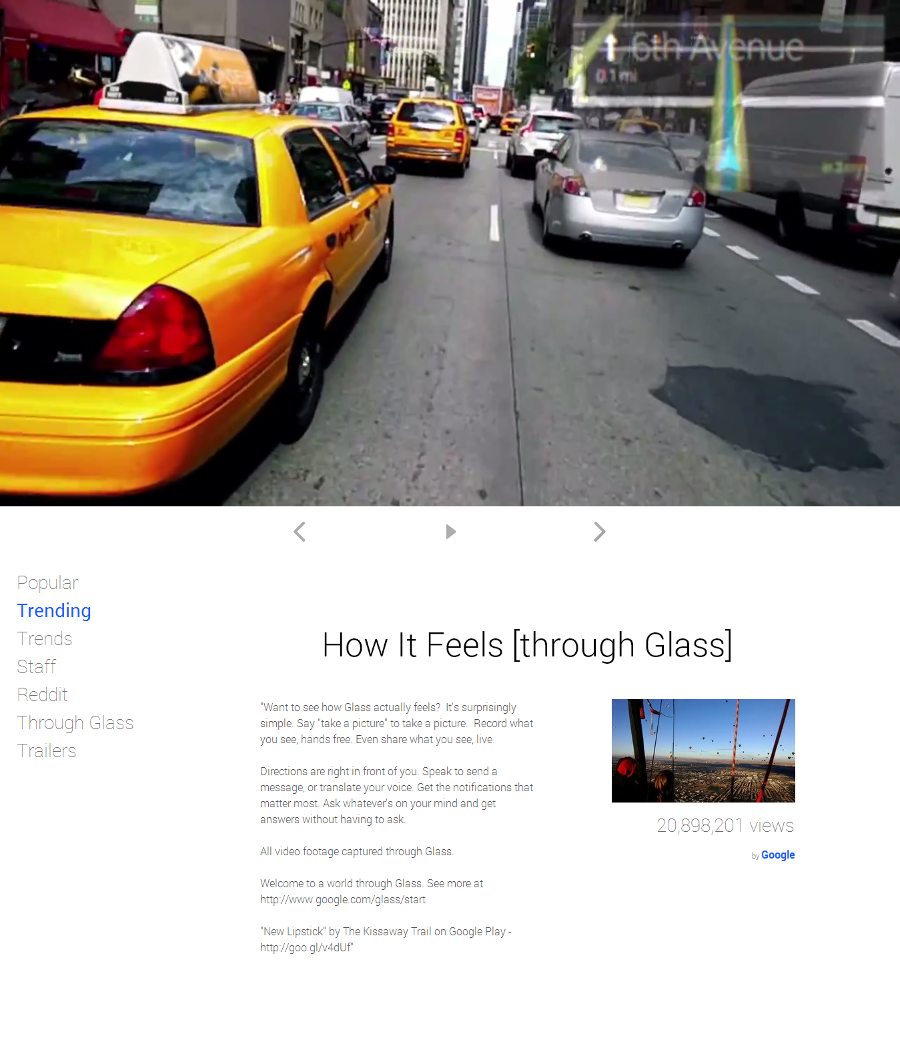 6th Avenue
0.1 mi
Popular
Trending
Trends
Staff
Reddit
Through Glass
Trailers
How It Feels [through Glass]
"Want to see how Glass actually feels?  It's surprisingly
simple. Say "take a picture" to take a picture.  Record what
you see, hands free. Even share what you see, live.
Directions are right in front of you. Speak to send a
message, or translate your voice. Get the notifications that
matter most. Ask whatever's on your mind and get
answers without having to ask.
All video footage captured through Glass.
Welcome to a world through Glass. See more at
http://www.google.com/glass/start
"New Lipstick" by The Kissaway Trail on Google Play -
http://goo.gl/v4dUf"
20,898,201 views
by Google